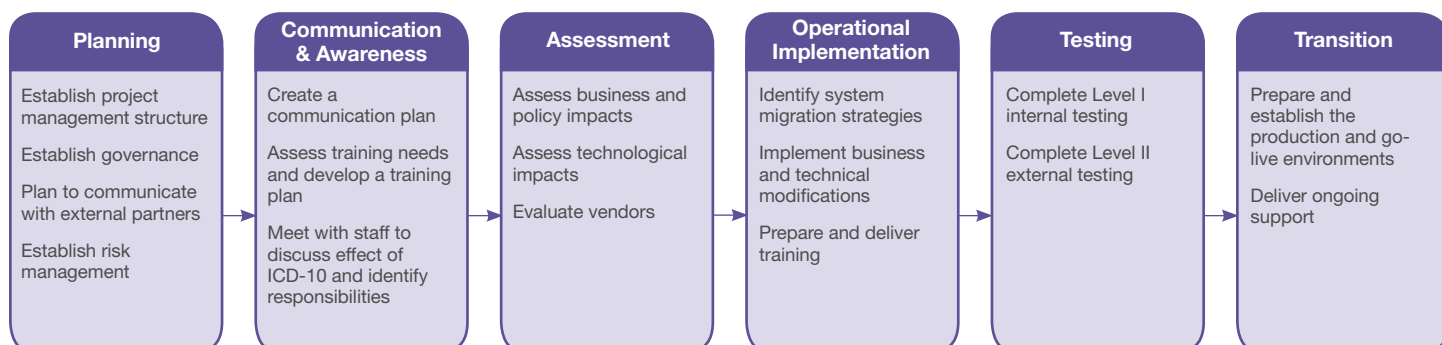 Planning
Establish project
management structure
Establish governance
Plan to communicate
with external partners
Establish risk
management
Communication
& Awareness
Create a
communication plan
Assess training needs
and develop a training
plan
Meet with staff to
discuss effect of
ICD-10 and identify
responsibilities
Assessment
Assess business and
policy impacts
Assess technological
impacts
Evaluate vendors
Operational
Implementation
Identify system
migration strategies
Implement business
and technical
modifications
Prepare and deliver
training
Testing
Complete Level I
internal testing
Complete Level II
external testing
Transition
Prepare and
establish the
production and go-
live environments
Deliver ongoing
support